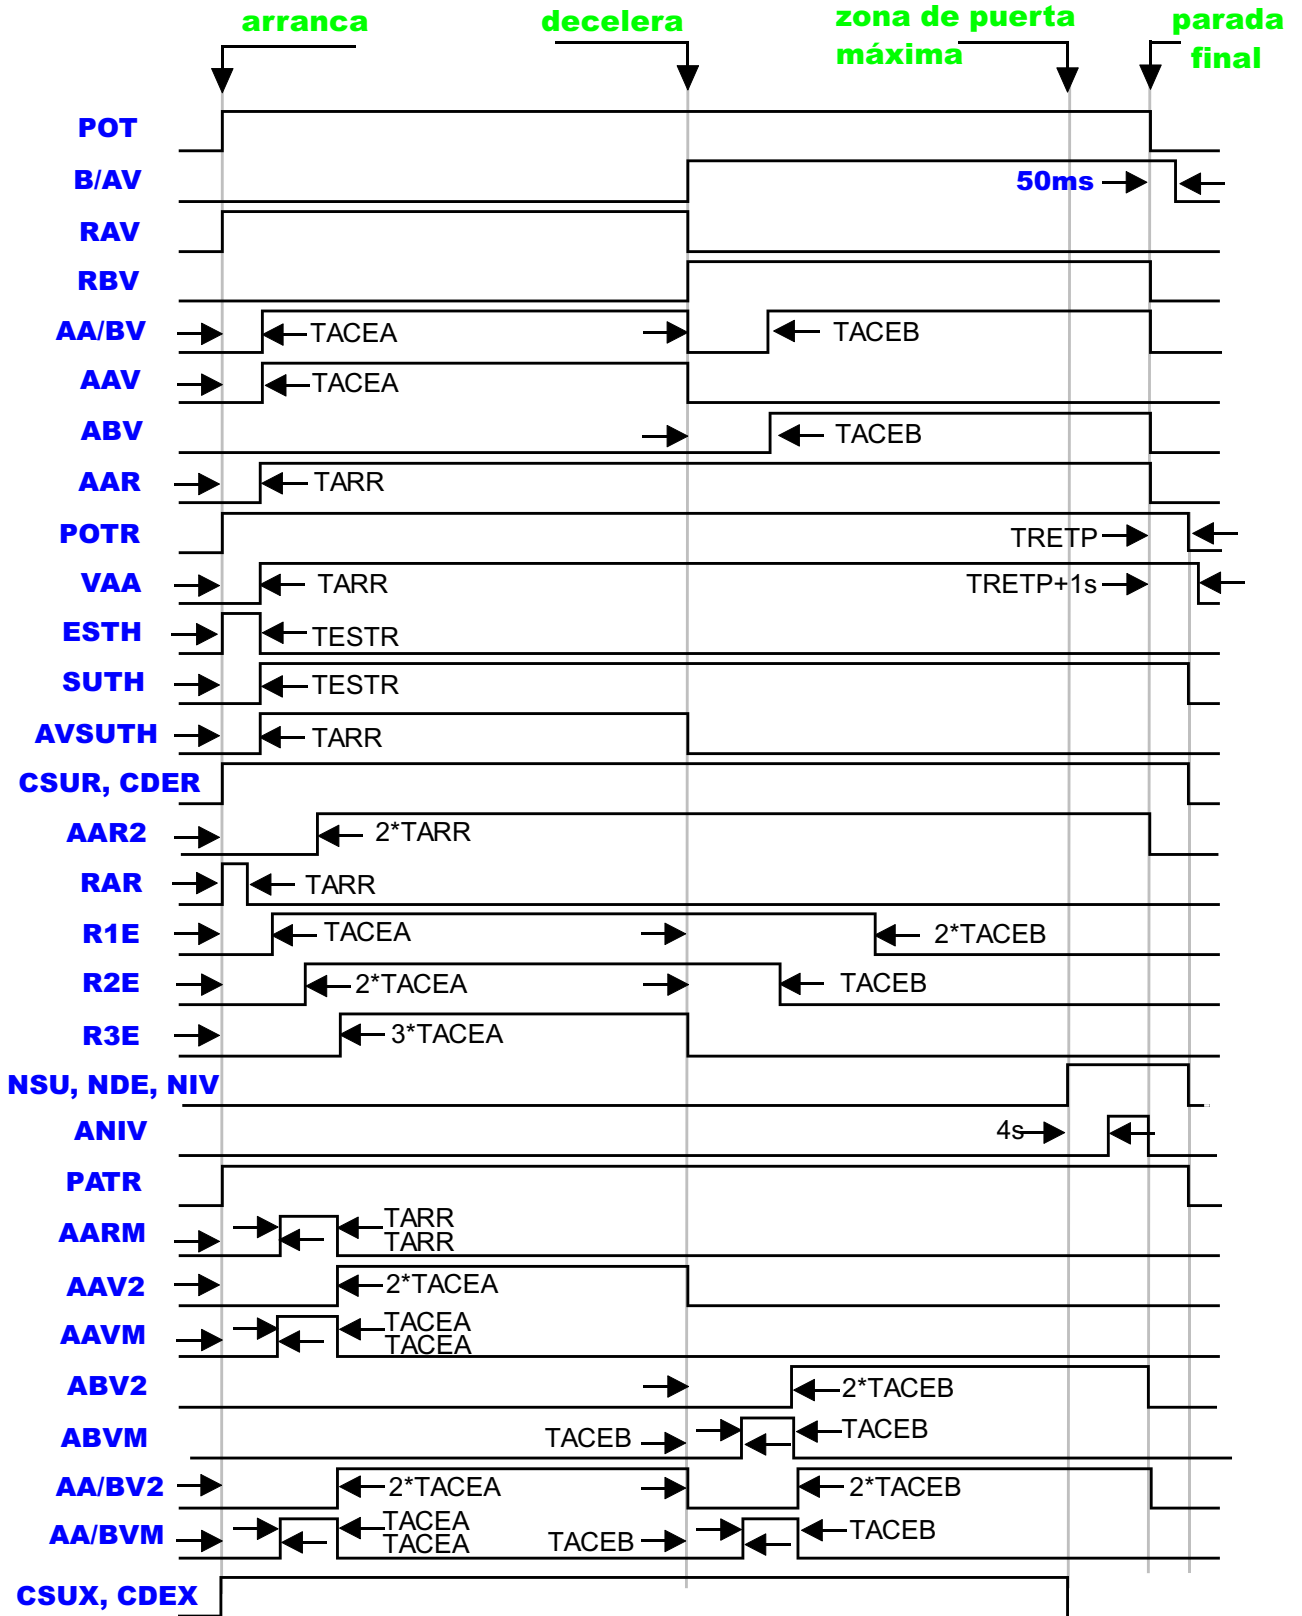 arranca
decelera
zona de puerta
máxima
parada
final
POT
B/AV 50ms
RAV
RBV
AA/BV TACEA TACEB
AAV TACEA
ABV TACEB
AAR TARR
POTR TRETP
VAA TARR TRETP+1s
ESTH TESTR
SUTH TESTR
AVSUTH TARR
CSUR, CDER
AAR2 2*TARR
RAR TARR
R1E TACEA 2*TACEB
R2E 2*TACEA TACEB
R3E 3*TACEA
NSU, NDE, NIV
ANIV 4s
PATR
AARM TARR
TARR
AAV2 2*TACEA
AAVM TACEA
TACEA
ABV2 2*TACEB
ABVM TACEB TACEB
AA/BV2 2*TACEA 2*TACEB
AA/BVM TACEA TACEB TACEB
TACEA
CSUX, CDEX